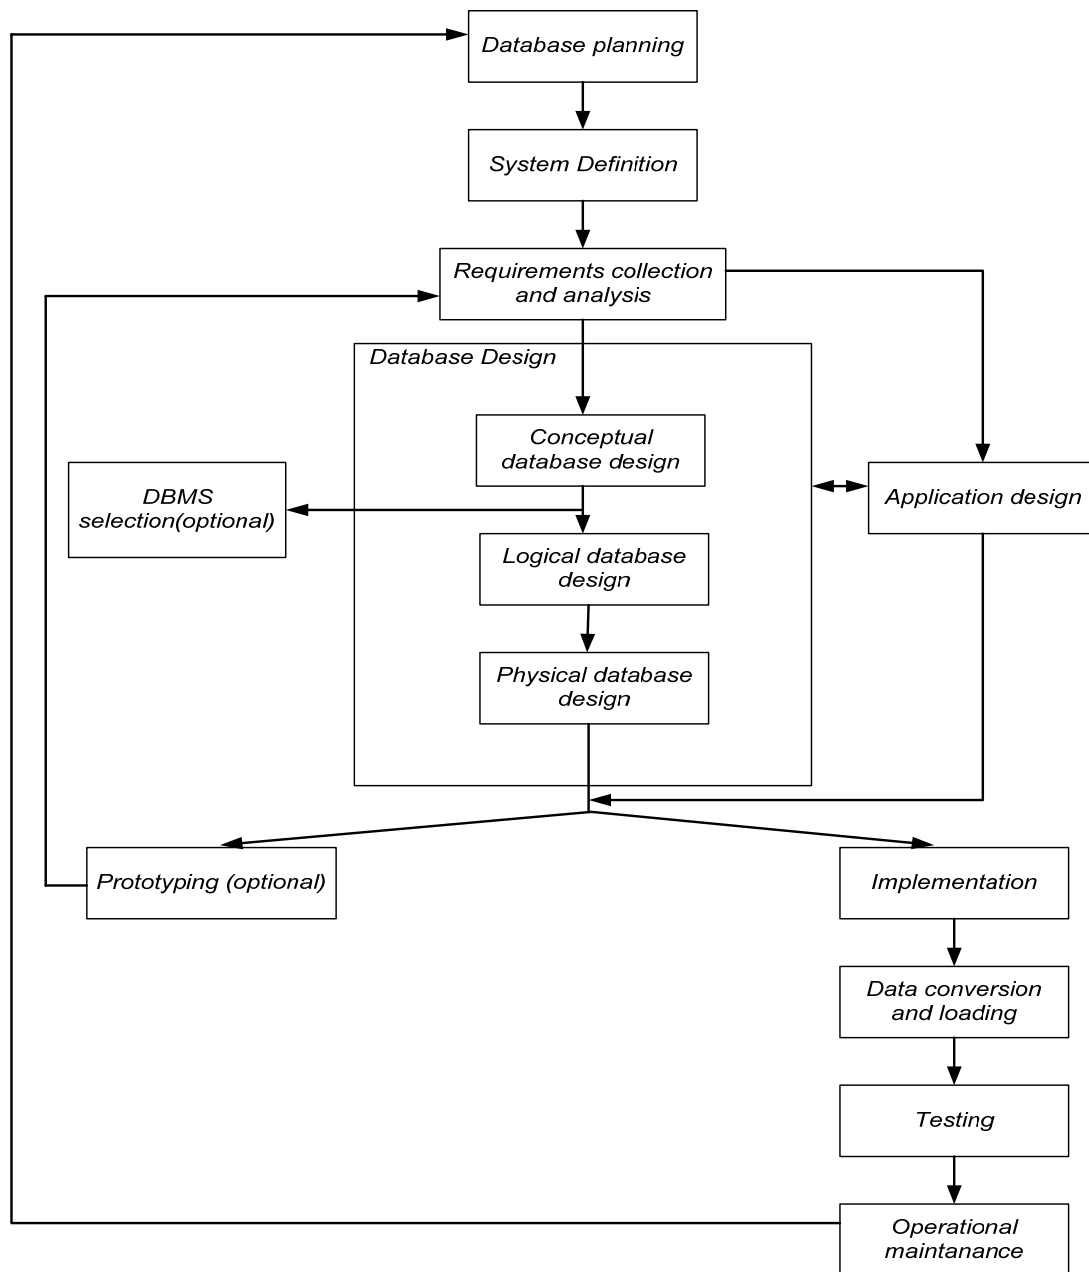 Database planning
System Definition
Requirements collection
and analysis
Database Design
Conceptual
database design
DBMS
selection(optional)
Application design
Logical database
design
Physical database
design
Prototyping (optional)
Implementation
Data conversion
and loading
Testing
Operational
maintanance